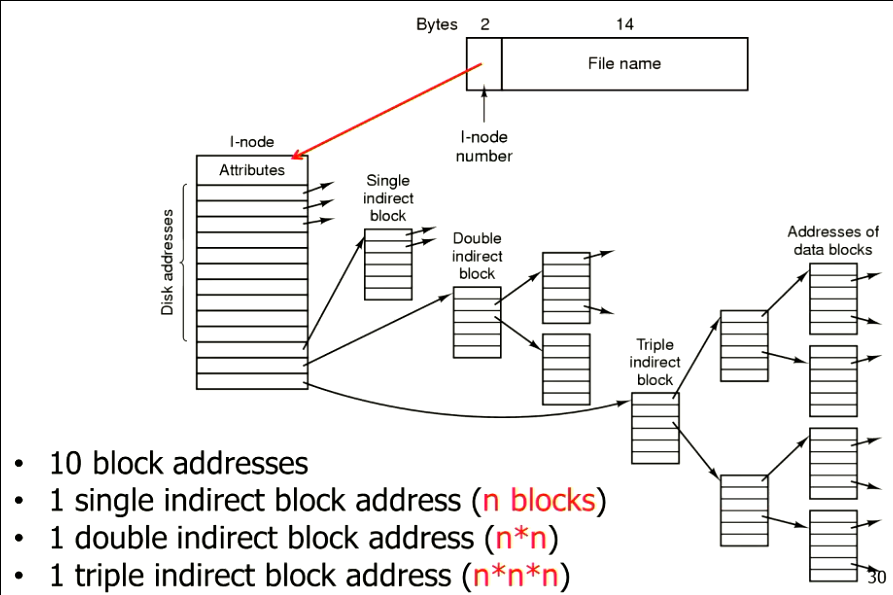 Bytes 2 14
File name
I-node
number
I-node
Attributes
Disk addresses
Single
indirect
block
Double
indirect
block
Triple
indirect
block
Addresses of
data blocks
• 10 block addresses
• 1 single indirect block address (n blocks)
• 1 double indirect block address (n*n)
• 1 triple indirect block address (n*n*n)
30